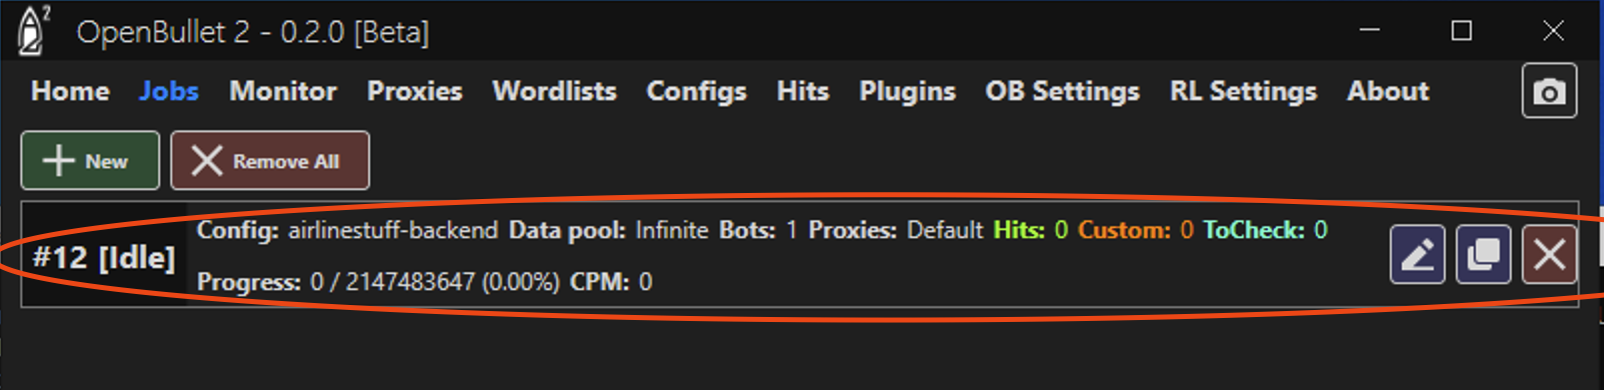 OpenBullet 2 - 0.2.0 [Beta]
Home Jobs Monitor Proxies Wordlists Configs Hits Plugins OB Settings RL Settings About
New Remove All
#12 [Idle]
Config: airlinestuff-backend Data pool: Infinite Bots: 1 Proxies: Default Hits: 0 Custom: 0 ToCheck: 0
Progress: 0 / 2147483647 (0.00%) CPM: 0